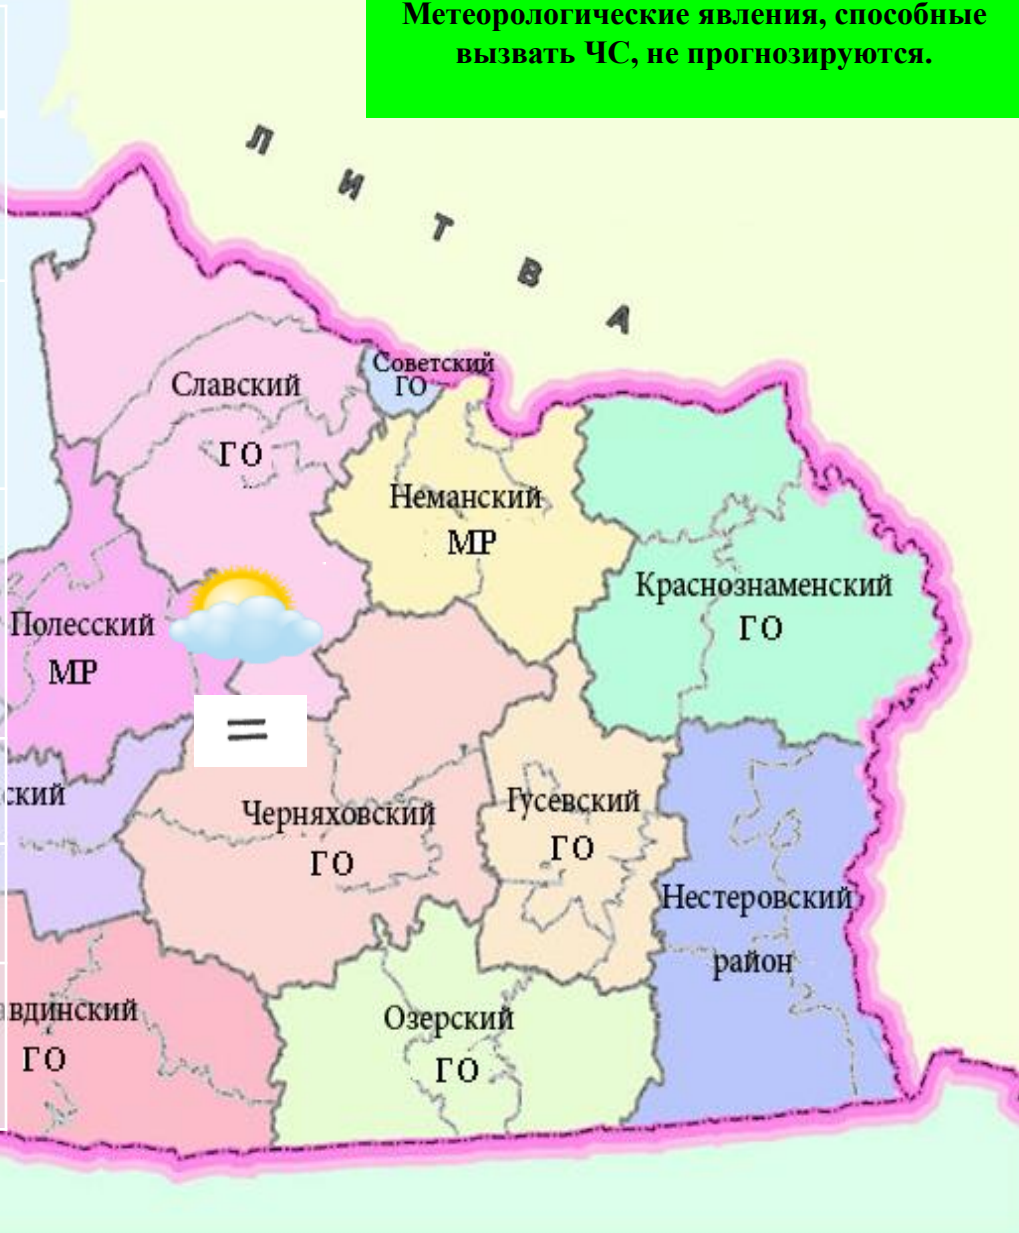 Метеорологические явления, способные
вызвать ЧС, не прогнозируются.
Л И Т В А
Советский
ГО
Славский
ГО
Неманский
МР
Краснознаменский
ГО
Полесский
МР
=
ский
Черняховский
ГО
Гусевский
ГО
Нестеровский
район
авдинский
ГО
Озерский
ГО